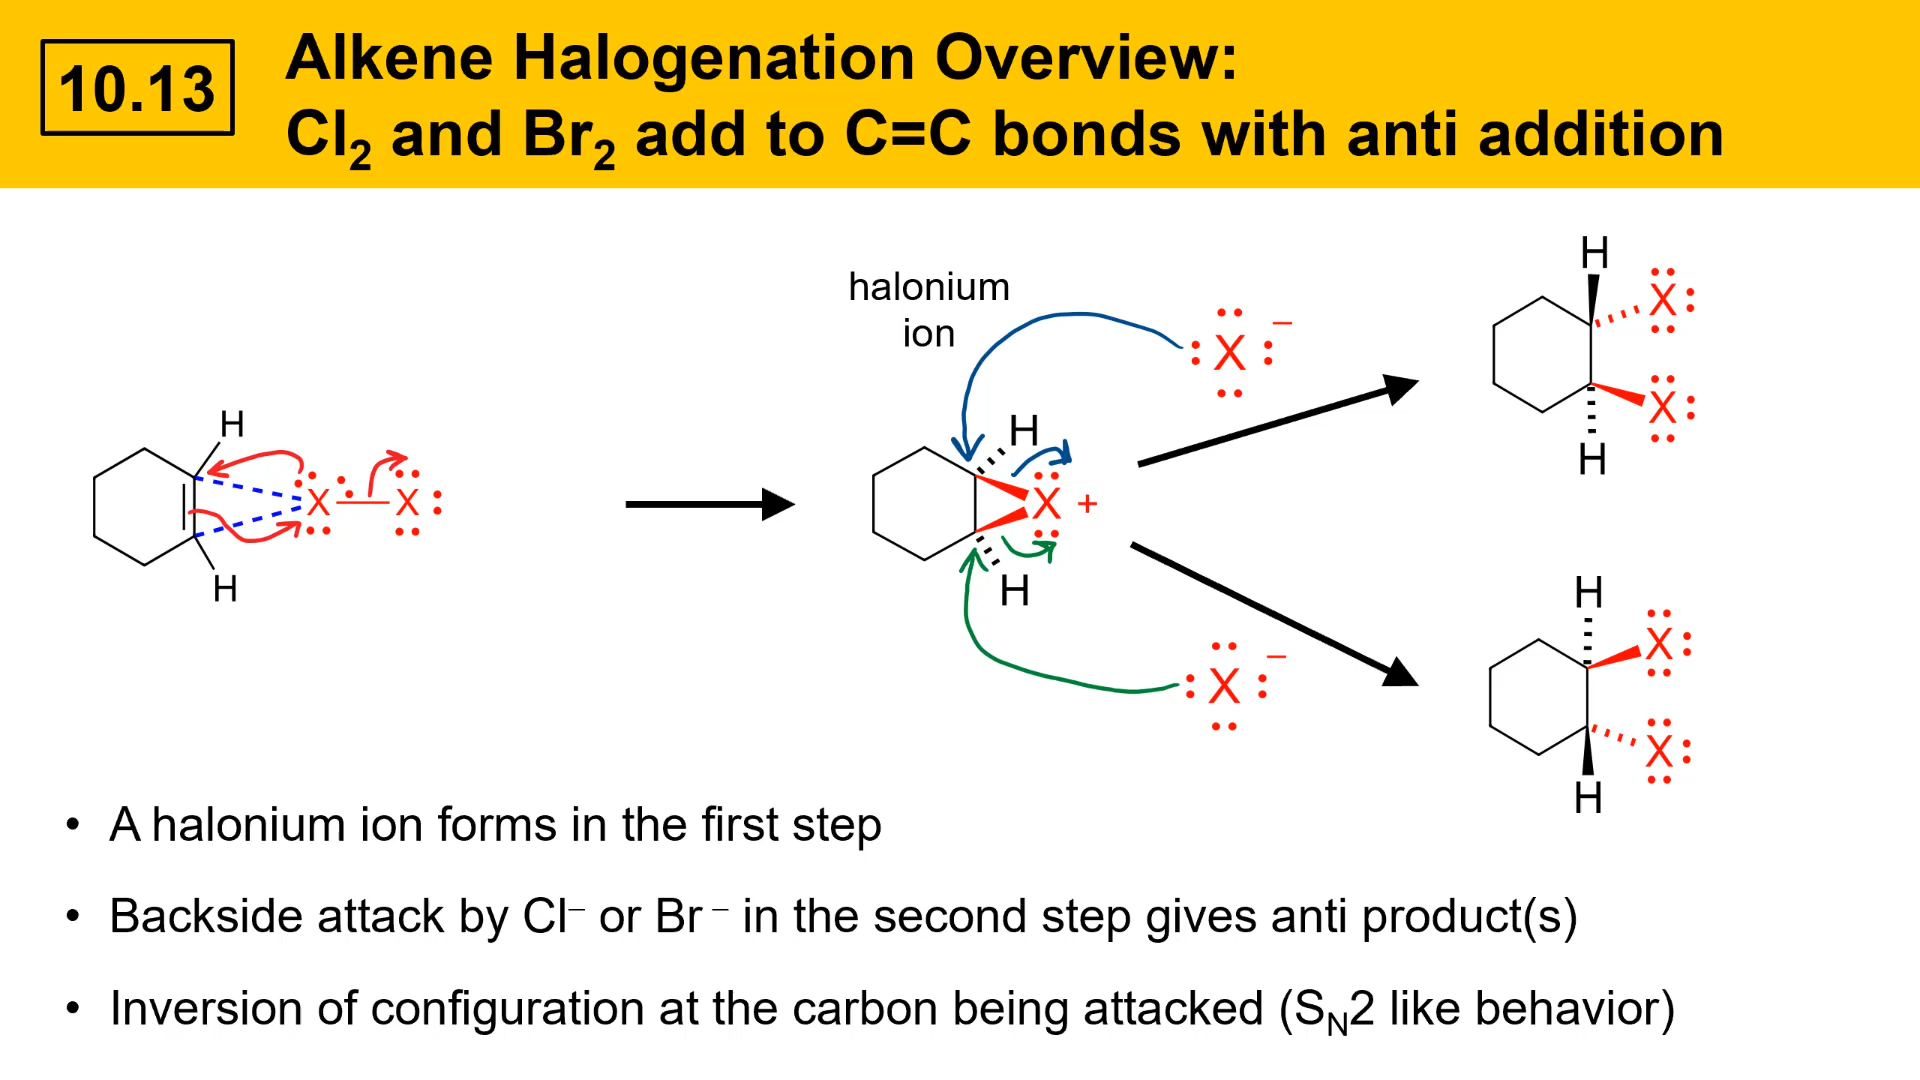 10.13
Alkene Halogenation Overview:
Cl₂ and Br₂ add to C=C bonds with anti addition
halonium
ion
H
X
X
H
H
X +
H
X –
X –
H
X
X
H
H
X
X
H
• A halonium ion forms in the first step
• Backside attack by Cl– or Br – in the second step gives anti product(s)
• Inversion of configuration at the carbon being attacked (SN2 like behavior)